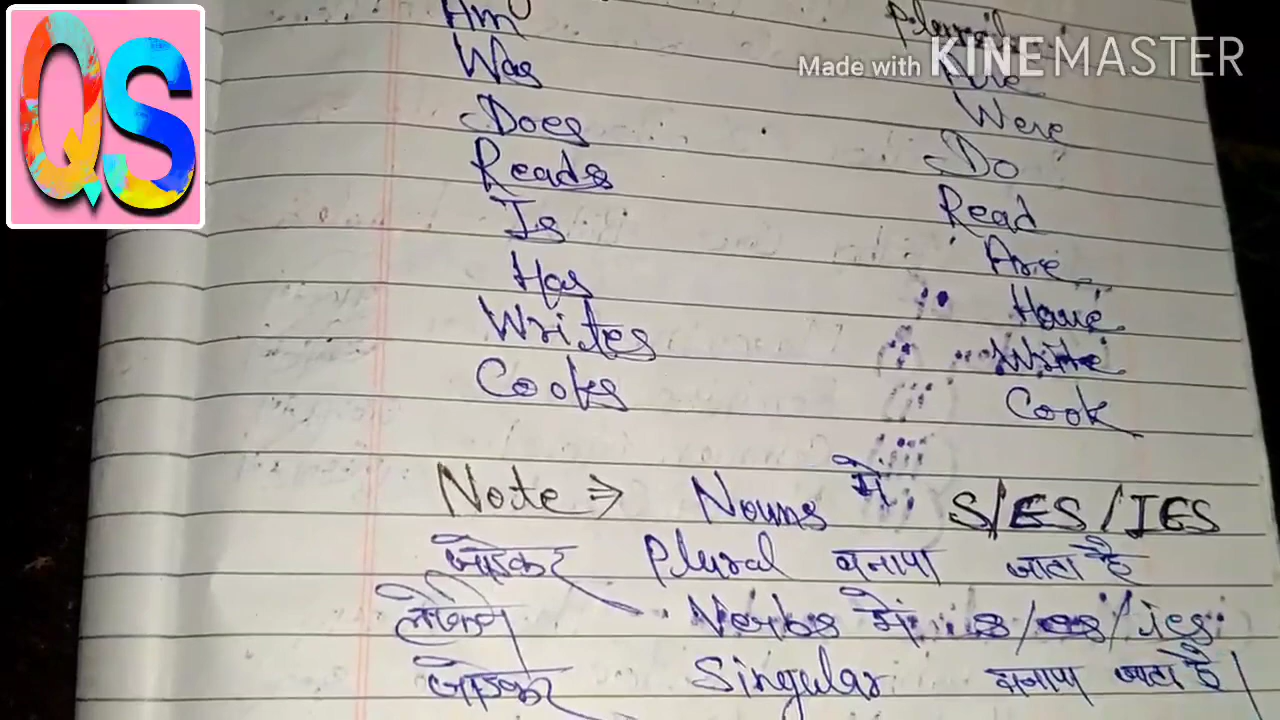 QS
Made with KINEMASTER
Am Plural
Was Are
Does Were
Reads Do
Is Read
Has Are
Writes Have
Cooks Write
Cook
Note ⇒ Nouns में S/ES/IES
जोड़कर Plural बनाया जाता है
लेकिन Verbs में s/es/ies
जोड़कर Singular बनाया जाता है|